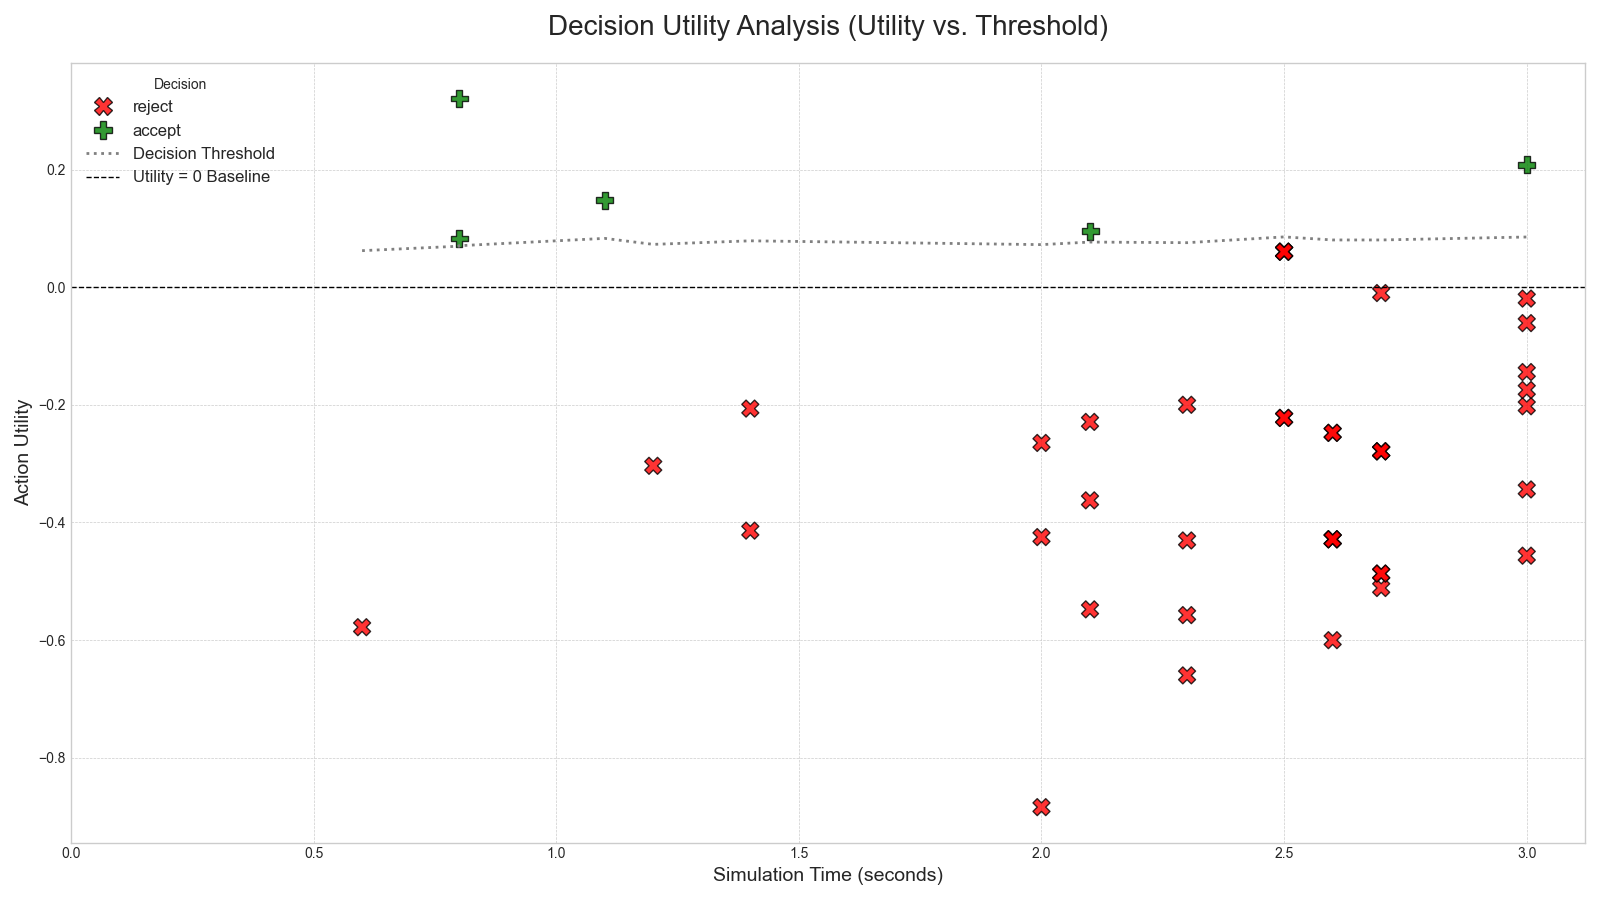 Decision Utility Analysis (Utility vs. Threshold)
Decision
reject
accept
Decision Threshold
Utility = 0 Baseline
Action Utility
0.2
0.0
−0.2
−0.4
−0.6
−0.8
0.0 0.5 1.0 1.5 2.0 2.5 3.0
Simulation Time (seconds)